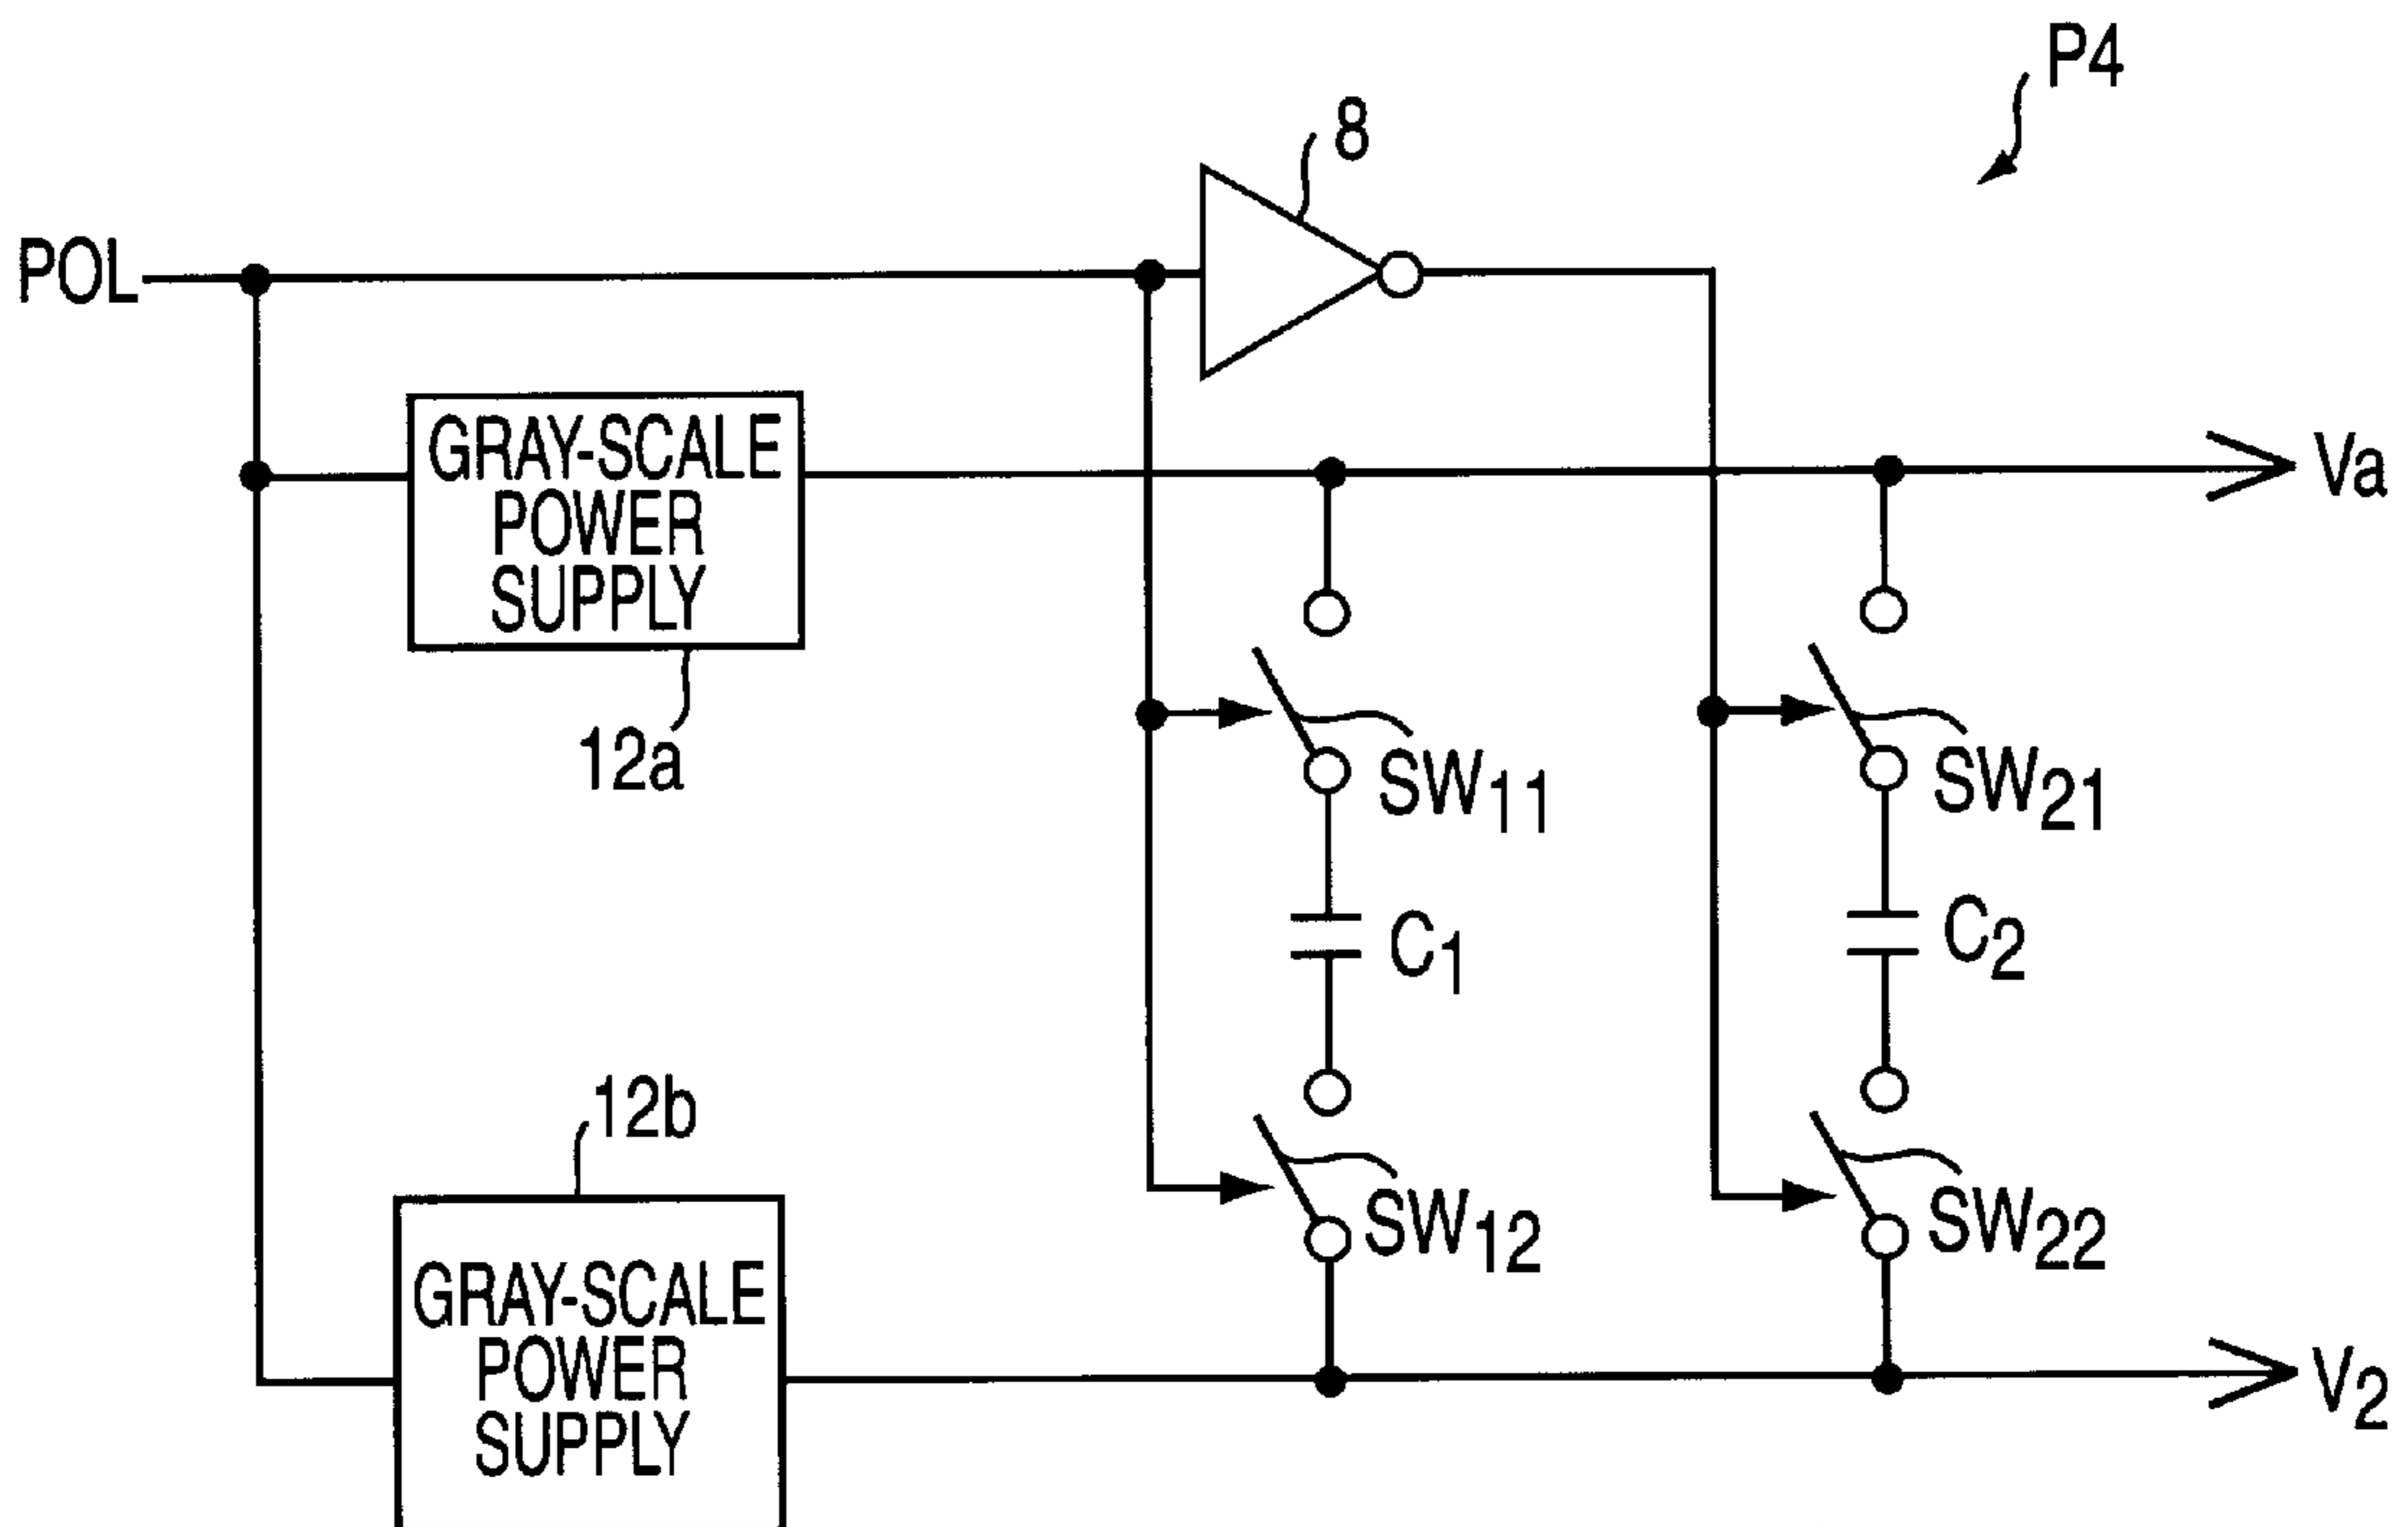 P4
8
POL
GRAY-SCALE
POWER
SUPPLY
Va
12a
SW11
SW21
C1
C2
12b
SW12
SW22
GRAY-SCALE
POWER
SUPPLY
V2